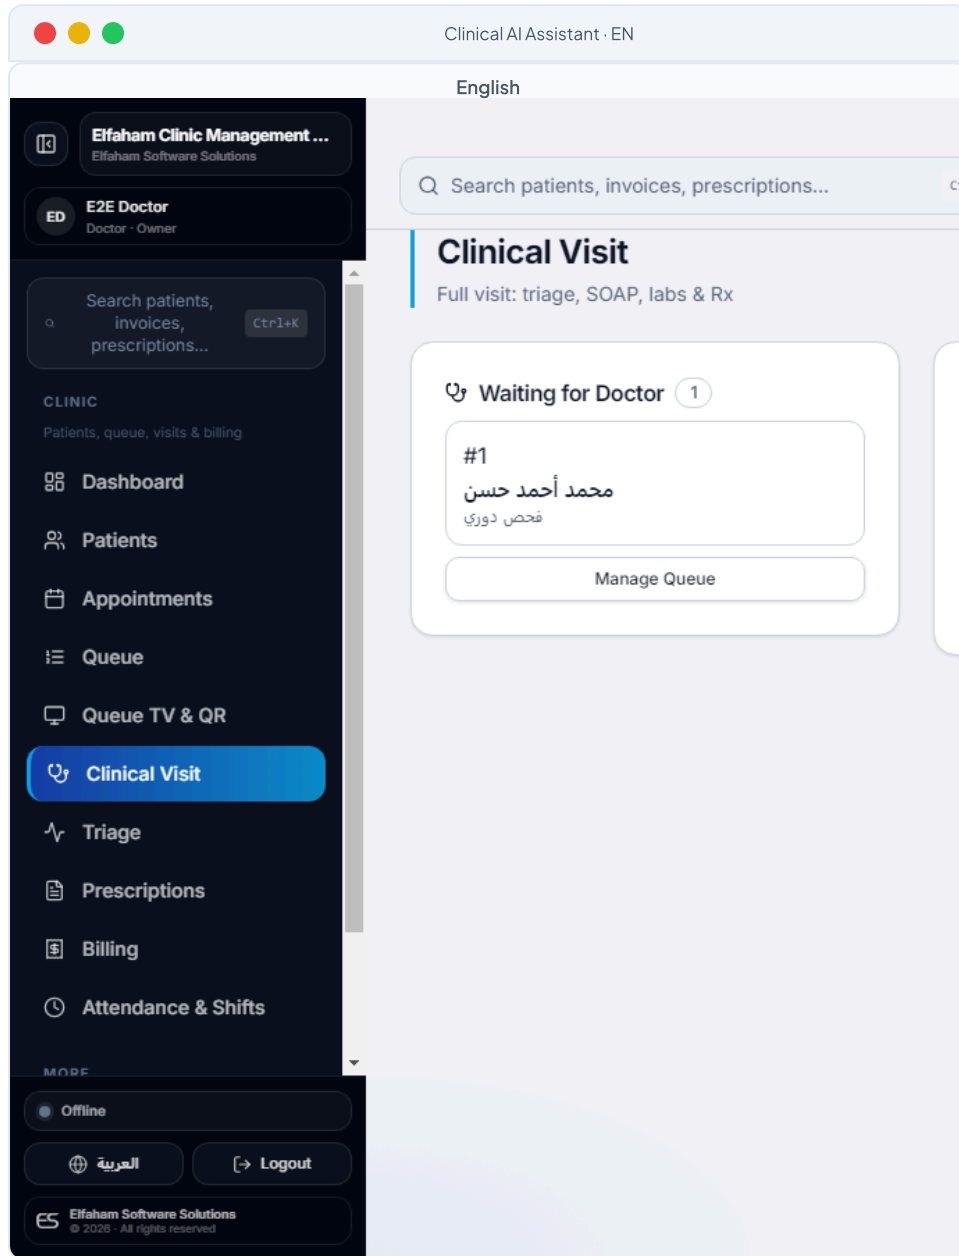 Clinical AI Assistant · EN
English
Elfaham Clinic Management ...
Elfaham Software Solutions
ED
E2E Doctor
Doctor · Owner
Search patients,
invoices,
prescriptions...
Ctrl+K
CLINIC
Patients, queue, visits & billing
Dashboard
Patients
Appointments
Queue
Queue TV & QR
Clinical Visit
Triage
Prescriptions
Billing
Attendance & Shifts
MORE
Offline
العربية
Logout
ES
Elfaham Software Solutions
© 2026 · All rights reserved
Search patients, invoices, prescriptions...
Clinical Visit
Full visit: triage, SOAP, labs & Rx
Waiting for Doctor 1
#1
محمد أحمد حسن
فحص دوري
Manage Queue